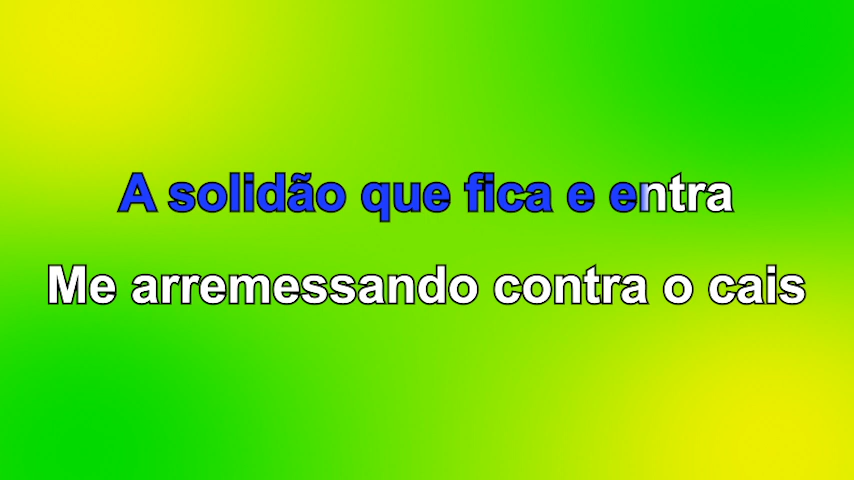 A solidão que fica e entra
Me arremessando contra o cais